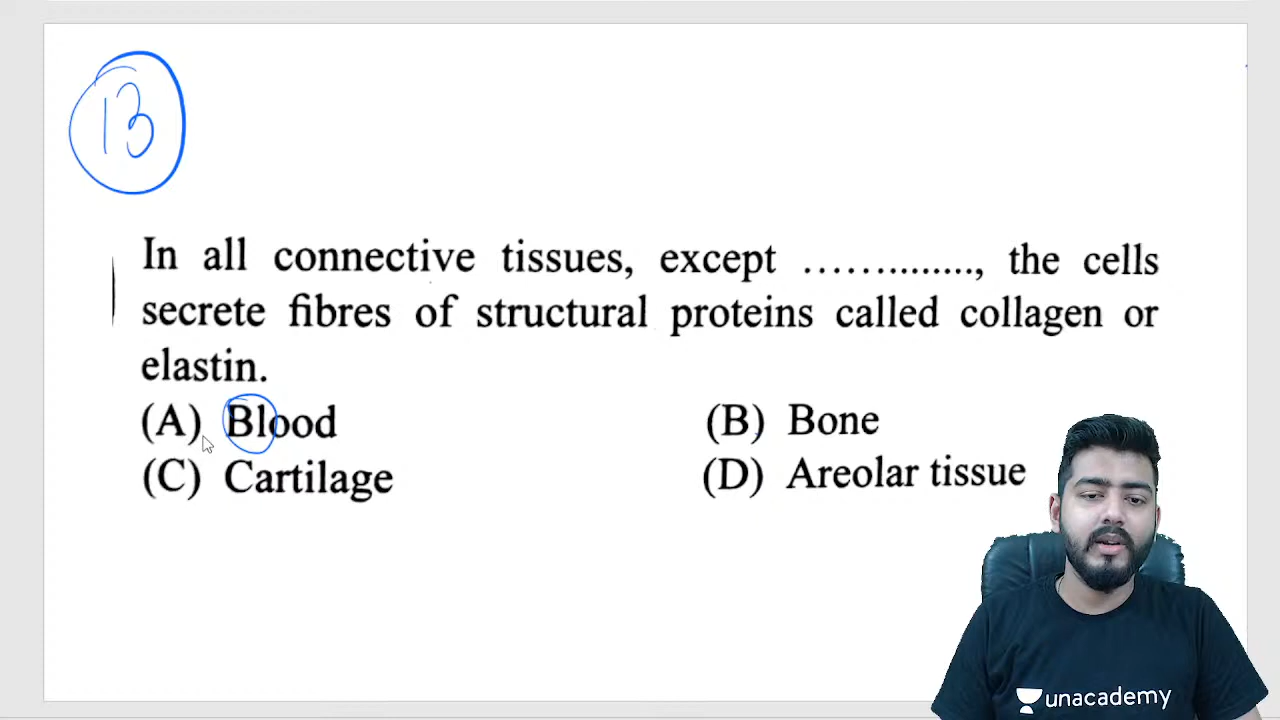 13
In all connective tissues, except ..............., the cells
secrete fibres of structural proteins called collagen or
elastin.
(A) Blood
(B) Bone
(C) Cartilage
(D) Areolar tissue
unacademy